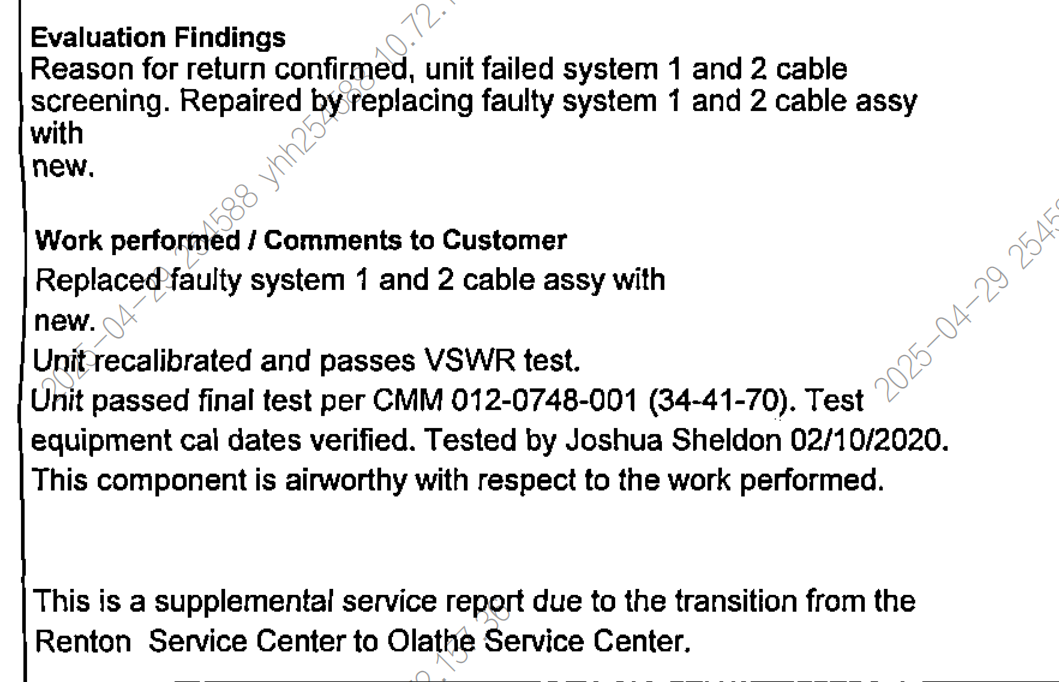 Evaluation Findings
Reason for return confirmed, unit failed system 1 and 2 cable
screening. Repaired by replacing faulty system 1 and 2 cable assy
with
new.
Work performed / Comments to Customer
Replaced faulty system 1 and 2 cable assy with
new.
Unit recalibrated and passes VSWR test.
Unit passed final test per CMM 012-0748-001 (34-41-70). Test
equipment cal dates verified. Tested by Joshua Sheldon 02/10/2020.
This component is airworthy with respect to the work performed.
This is a supplemental service report due to the transition from the
Renton Service Center to Olathe Service Center.
2025-04-29 254588 yhh254588 10.72.1
2025-04-29 2545